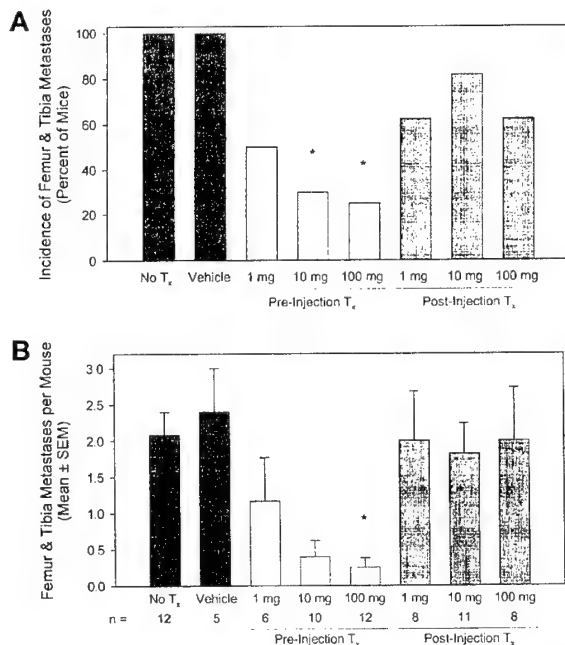 A
Incidence of Femur & Tibia Metastases
(Percent of Mice)
100
80
60
40
20
0
* *
No Tx Vehicle 1 mg 10 mg 100 mg 1 mg 10 mg 100 mg
Pre-Injection Tx Post-Injection Tx
B
Femur & Tibia Metastases per Mouse
(Mean ± SEM)
3.0
2.5
2.0
1.5
1.0
0.5
0.0
*
No Tx Vehicle 1 mg 10 mg 100 mg 1 mg 10 mg 100 mg
n = 12 5 6 10 12 8 11 8
Pre-Injection Tx Post-Injection Tx